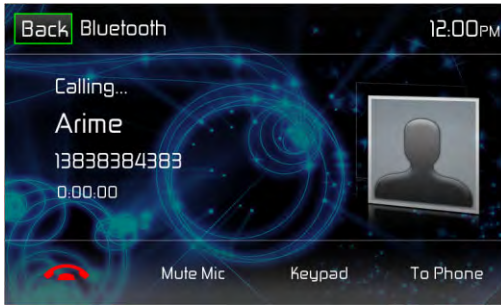 Back Bluetooth 12:00PM
Calling...
Arime
13838384383
0:00:00
Mute Mic Keypad To Phone